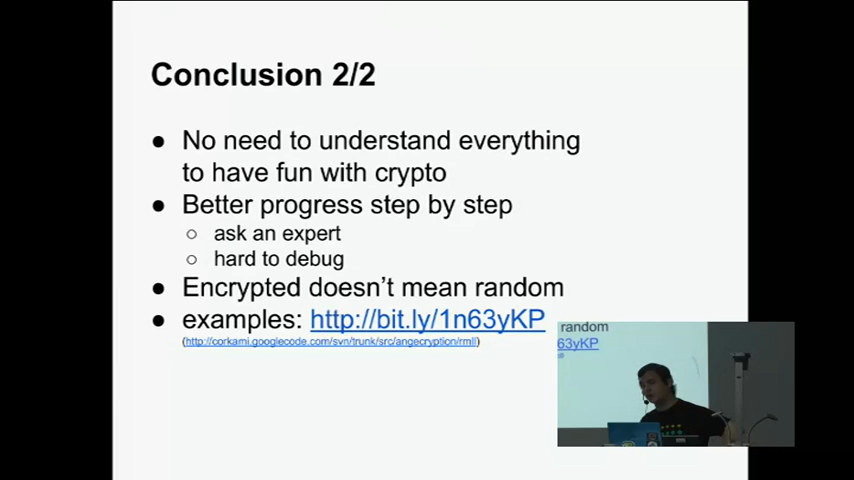 Conclusion 2/2
● No need to understand everything
to have fun with crypto
● Better progress step by step
○ ask an expert
○ hard to debug
● Encrypted doesn't mean random
● examples: http://bit.ly/1n63yKP
(http://corkami.googlecode.com/svn/trunk/src/angecryption/rmll)
random
63yKP